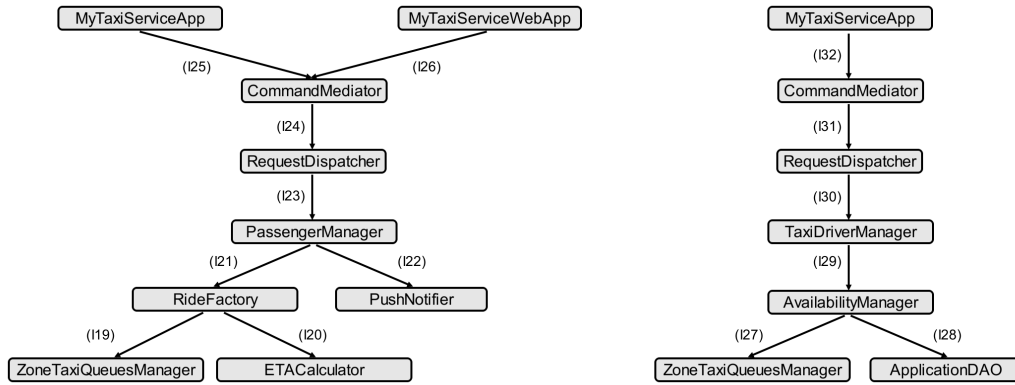 MyTaxiServiceApp
MyTaxiServiceWebApp
(I25)
(I26)
CommandMediator
(I24)
RequestDispatcher
(I23)
PassengerManager
(I21)
(I22)
RideFactory
PushNotifier
(I19)
(I20)
ZoneTaxiQueuesManager
ETACalculator
MyTaxiServiceApp
(I32)
CommandMediator
(I31)
RequestDispatcher
(I30)
TaxiDriverManager
(I29)
AvailabilityManager
(I27)
(I28)
ZoneTaxiQueuesManager
ApplicationDAO